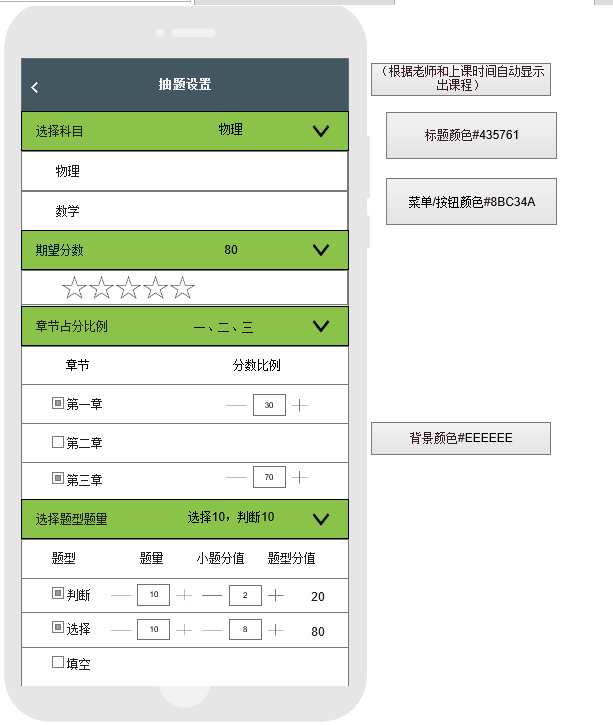 抽题设置
(根据老师和上课时间自动显示
出课程)
标题颜色#435761
选择科目 物理
物理
菜单/按钮颜色#8BC34A
数学
期望分数 80
章节占分比例 一、二、三
章节 分数比例
第一章 30
背景颜色#EEEEEE
第二章
第三章 70
选择题型题量 选择10，判断10
题型 题量 小题分值 题型分值
判断 10 2 20
选择 10 8 80
填空